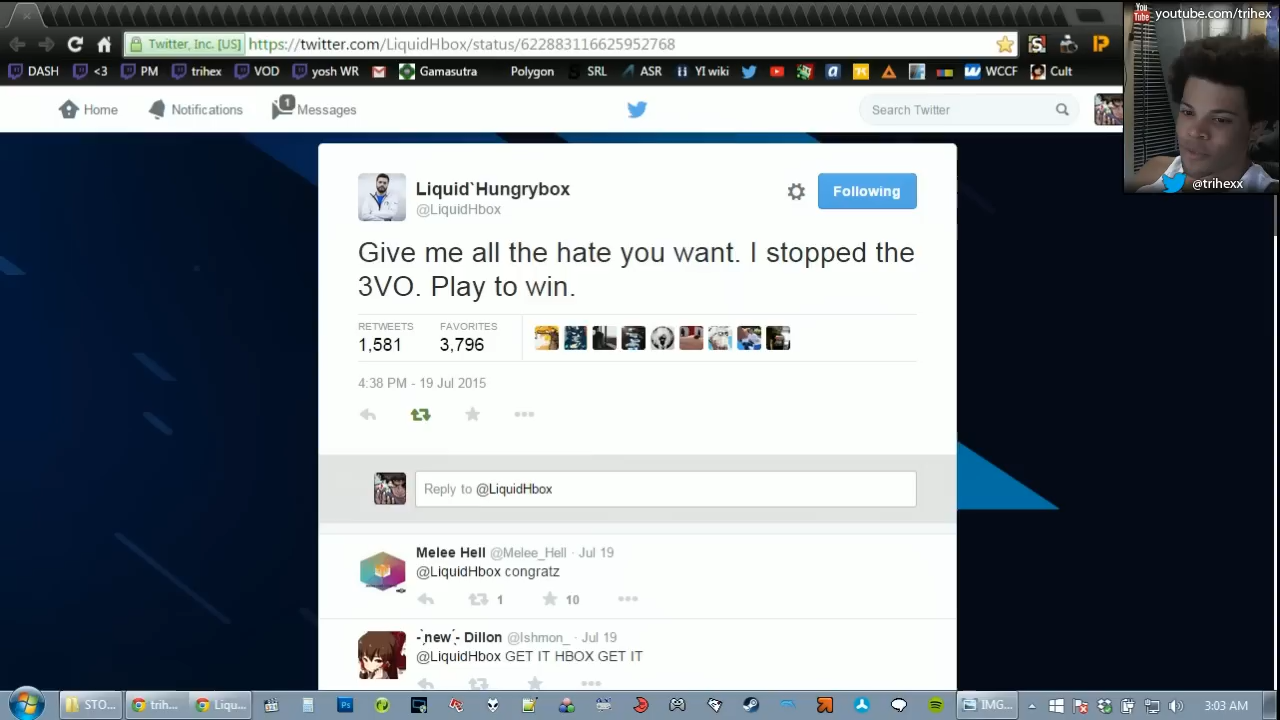 youtube.com/trihex
Twitter, Inc. [US] https://twitter.com/LiquidHbox/status/622883116625952768
DASH <3 PM trihex VOD yosh WR Gamasutra Polygon SRL ASR YI wiki WCCF Cult
Home Notifications 1 Messages Search Twitter
@trihexx
Liquid`Hungrybox
@LiquidHbox
Following
Give me all the hate you want. I stopped the
3VO. Play to win.
RETWEETS FAVORITES
1,581 3,796
4:38 PM - 19 Jul 2015
Reply to @LiquidHbox
Melee Hell @Melee_Hell · Jul 19
@LiquidHbox congratz
1 10
Dillon @Ishmon_ · Jul 19
@LiquidHbox GET IT HBOX GET IT
STO... trih... Liqu... IMG... 3:03 AM